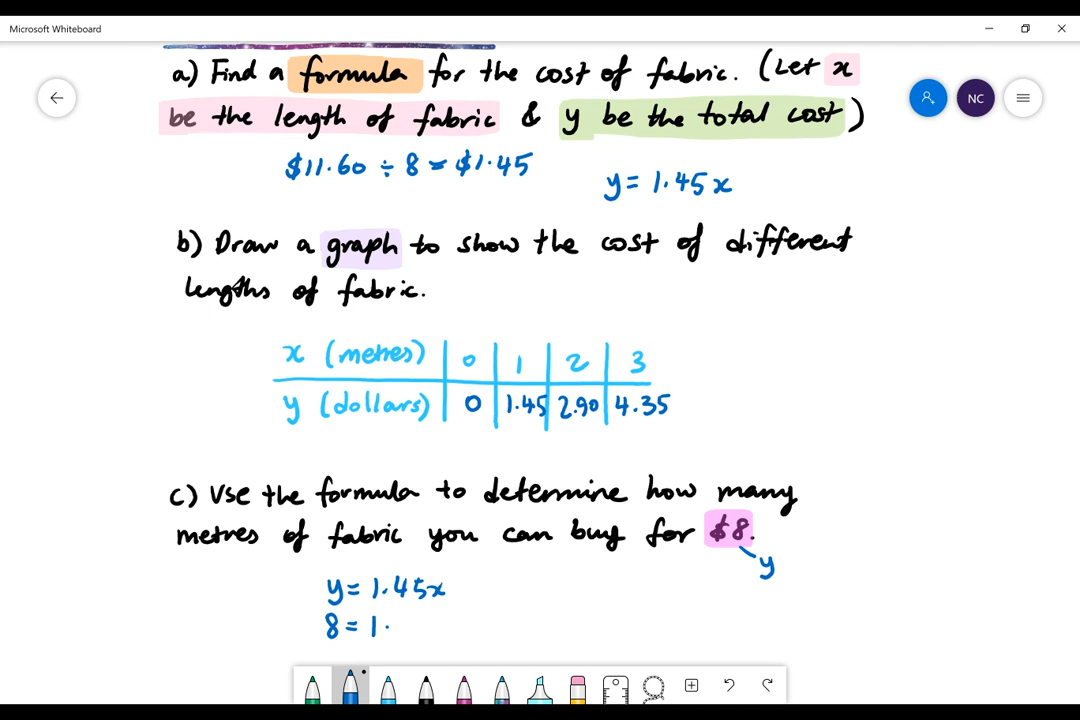 Microsoft Whiteboard
a) Find a formula for the cost of fabric. (Let x
be the length of fabric & y be the total cost)
$11.60 ÷ 8 = $1.45
y = 1.45x
NC
b) Draw a graph to show the cost of different
lengths of fabric.
x (metres) 0 1 2 3
y (dollars) 0 1.45 2.90 4.35
c) Use the formula to determine how many
metres of fabric you can buy for $8.
y
y = 1.45x
8 = 1.